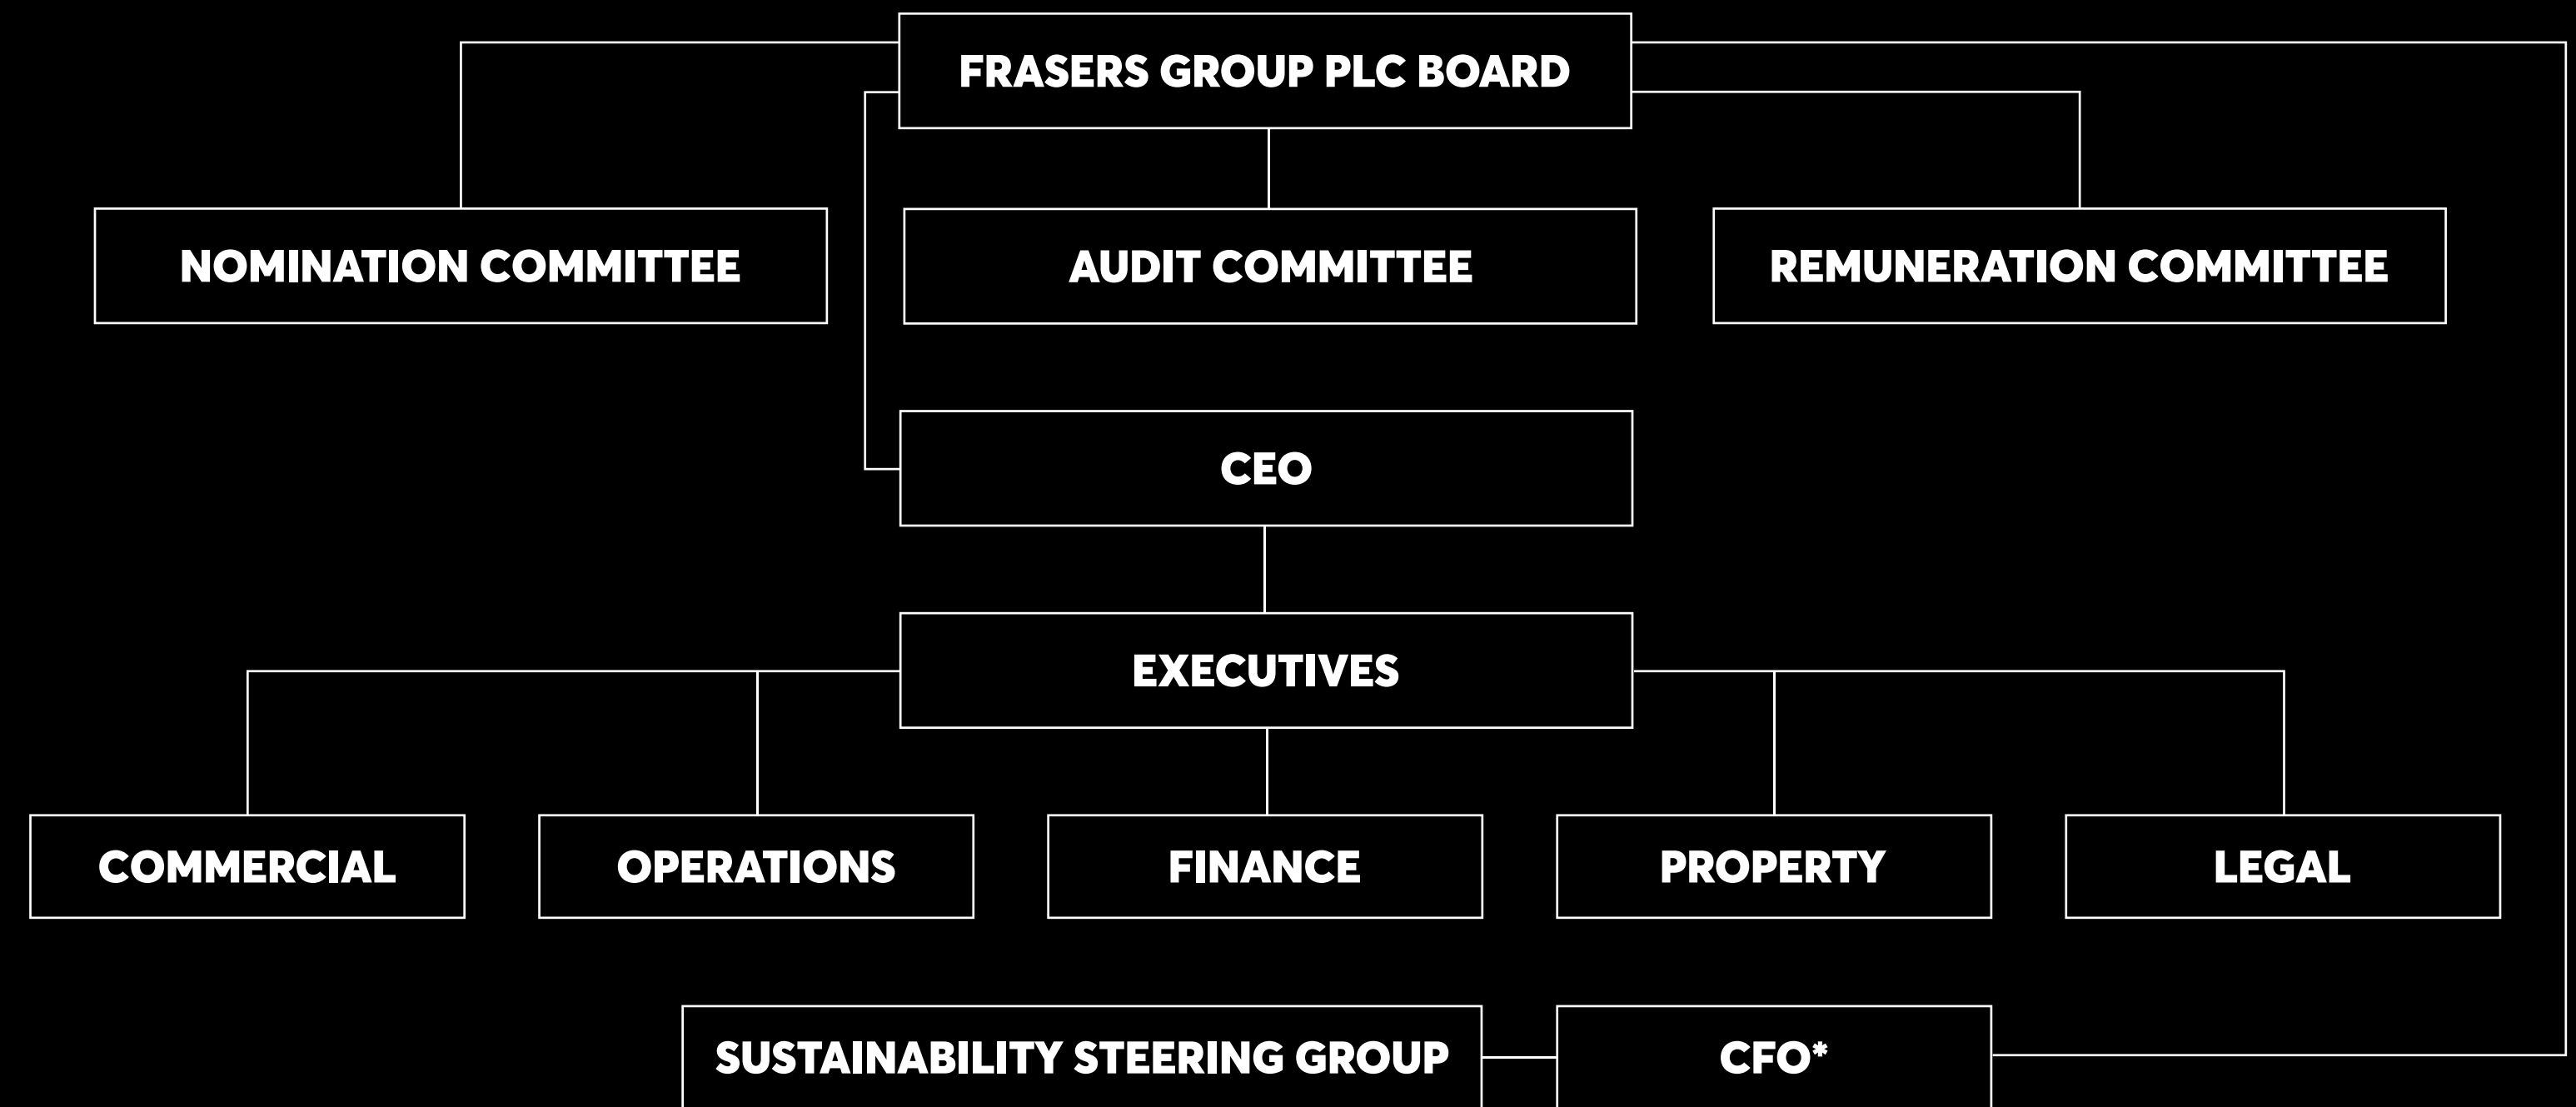 FRASERS GROUP PLC BOARD
NOMINATION COMMITTEE
AUDIT COMMITTEE
REMUNERATION COMMITTEE
CEO
EXECUTIVES
COMMERCIAL
OPERATIONS
FINANCE
PROPERTY
LEGAL
SUSTAINABILITY STEERING GROUP
CFO*